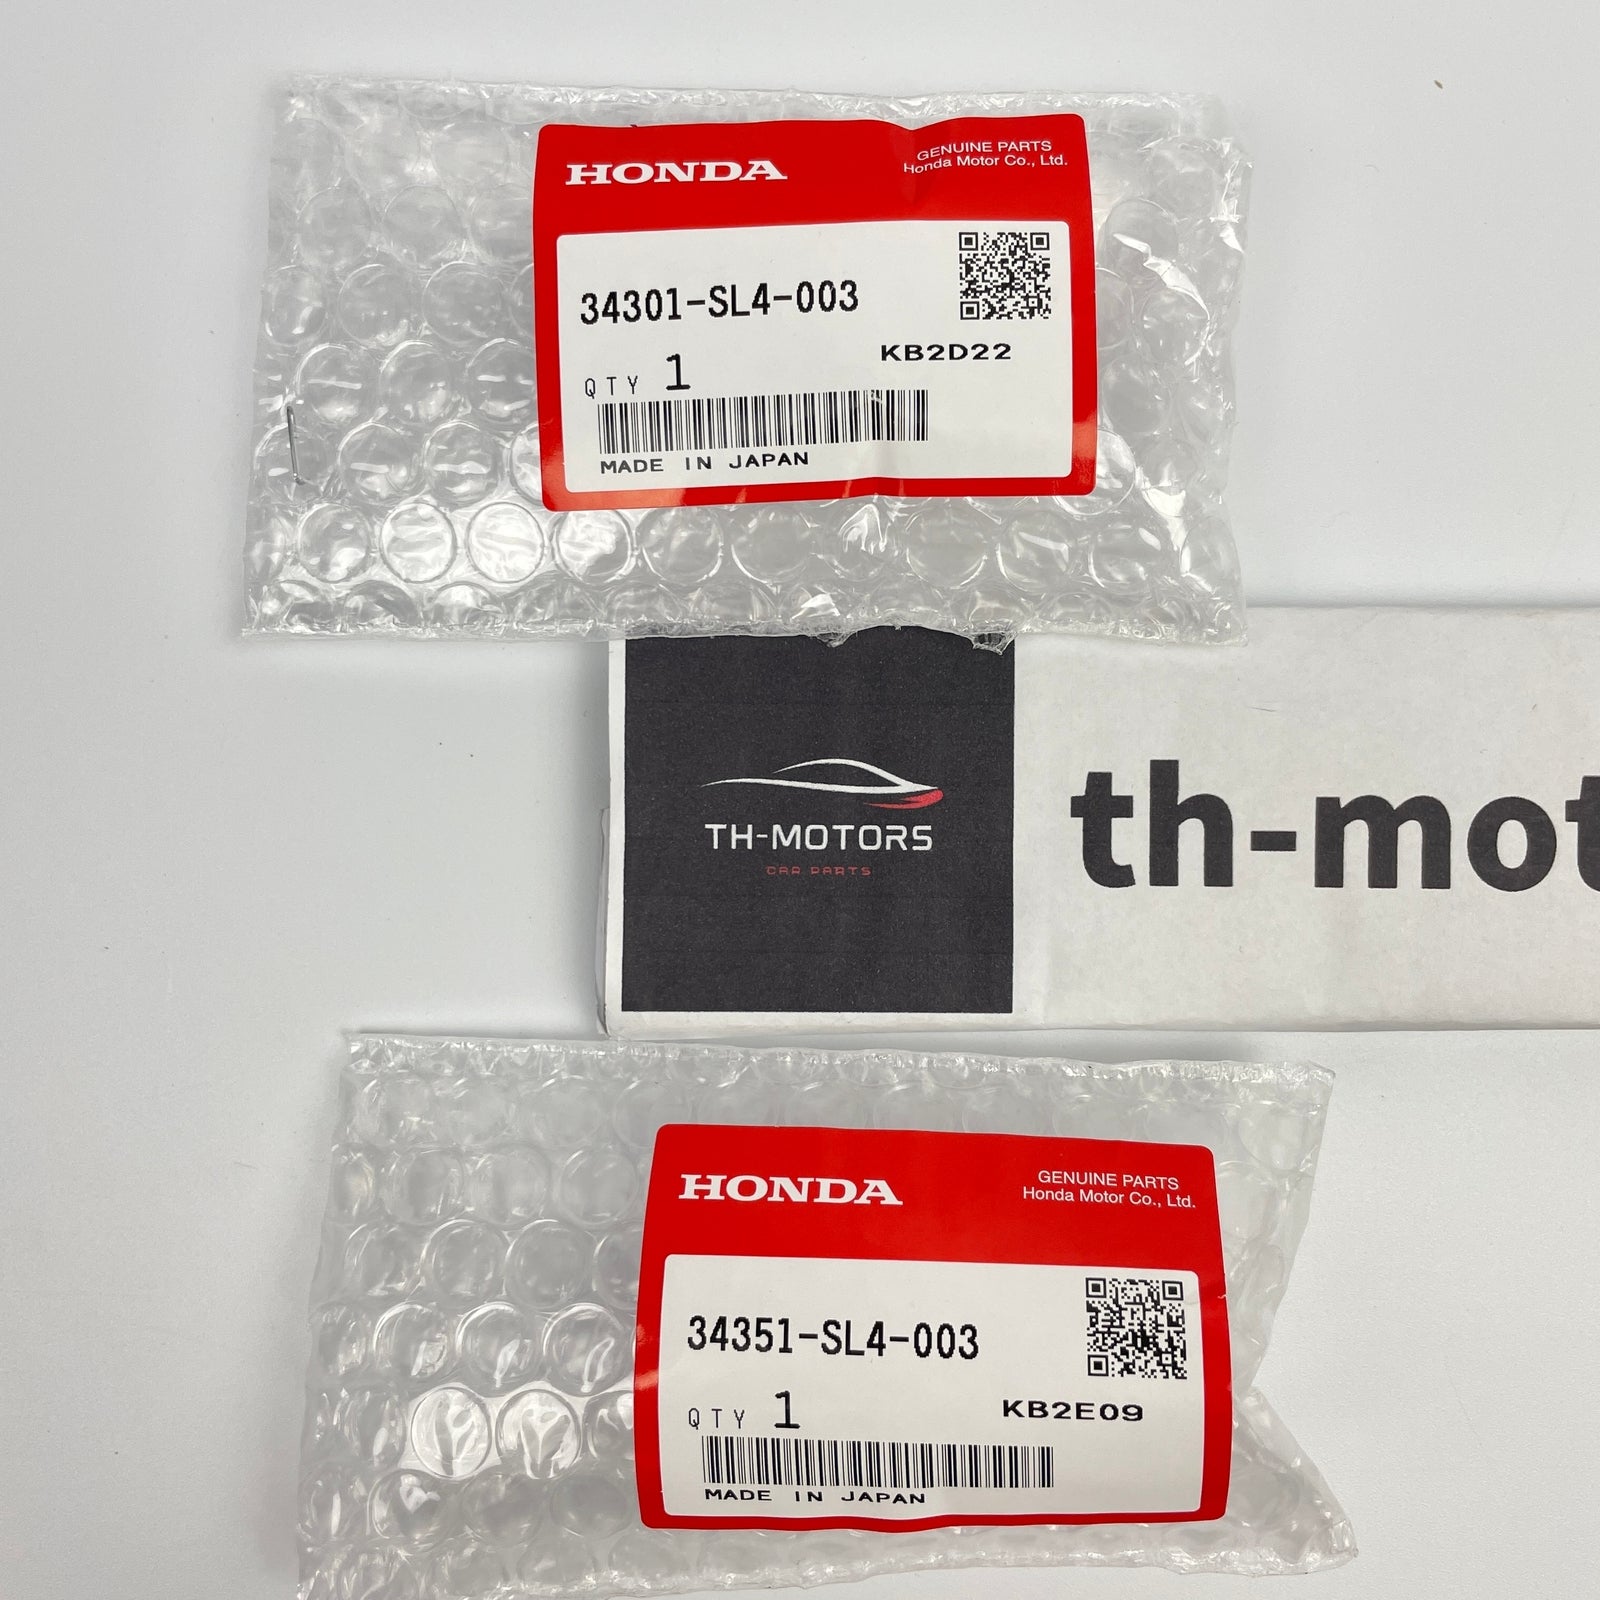 HONDA
GENUINE PARTS
Honda Motor Co., Ltd.
34301-SL4-003
KB2D22
QTY 1
MADE IN JAPAN
TH-MOTORS
CAR PARTS
th-mot
HONDA
GENUINE PARTS
Honda Motor Co., Ltd.
34351-SL4-003
KB2E09
QTY 1
MADE IN JAPAN